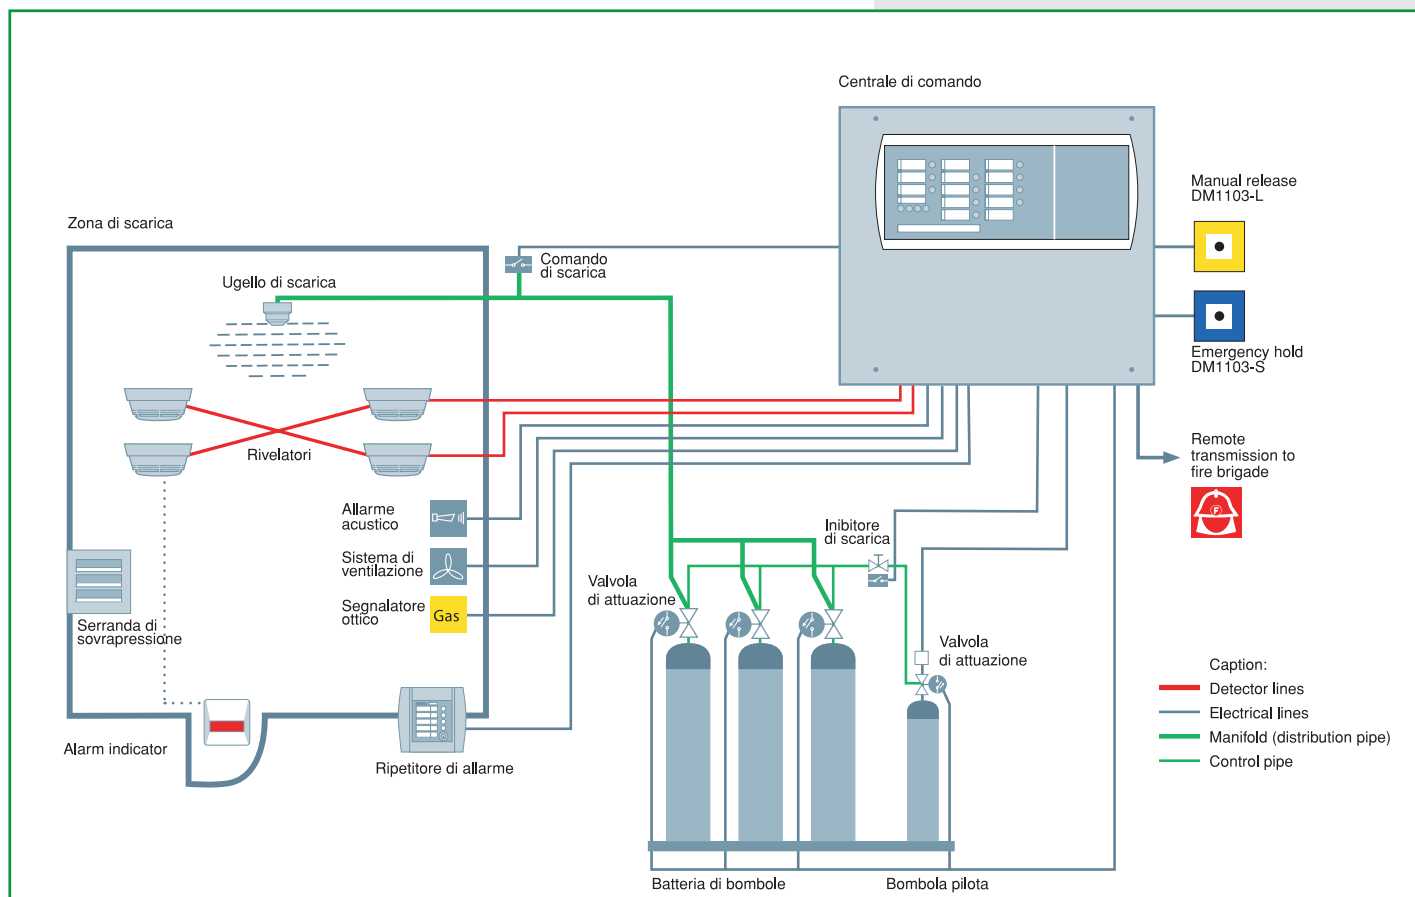 Centrale di comando
Manual release
DM1103-L
Zona di scarica
Comando
di scarica
Ugello di scarica
Emergency hold
DM1103-S
Rivelatori
Remote
transmission to
fire brigade
F
Allarme
acustico
Inibitore
di scarica
Sistema di
ventilazione
Valvola
di attuazione
Segnalatore
ottico
Gas
Serranda di
sovrapressione
Valvola
di attuazione
Caption:
Detector lines
Electrical lines
Manifold (distribution pipe)
Control pipe
Alarm indicator
Ripetitore di allarme
Batteria di bombole
Bombola pilota